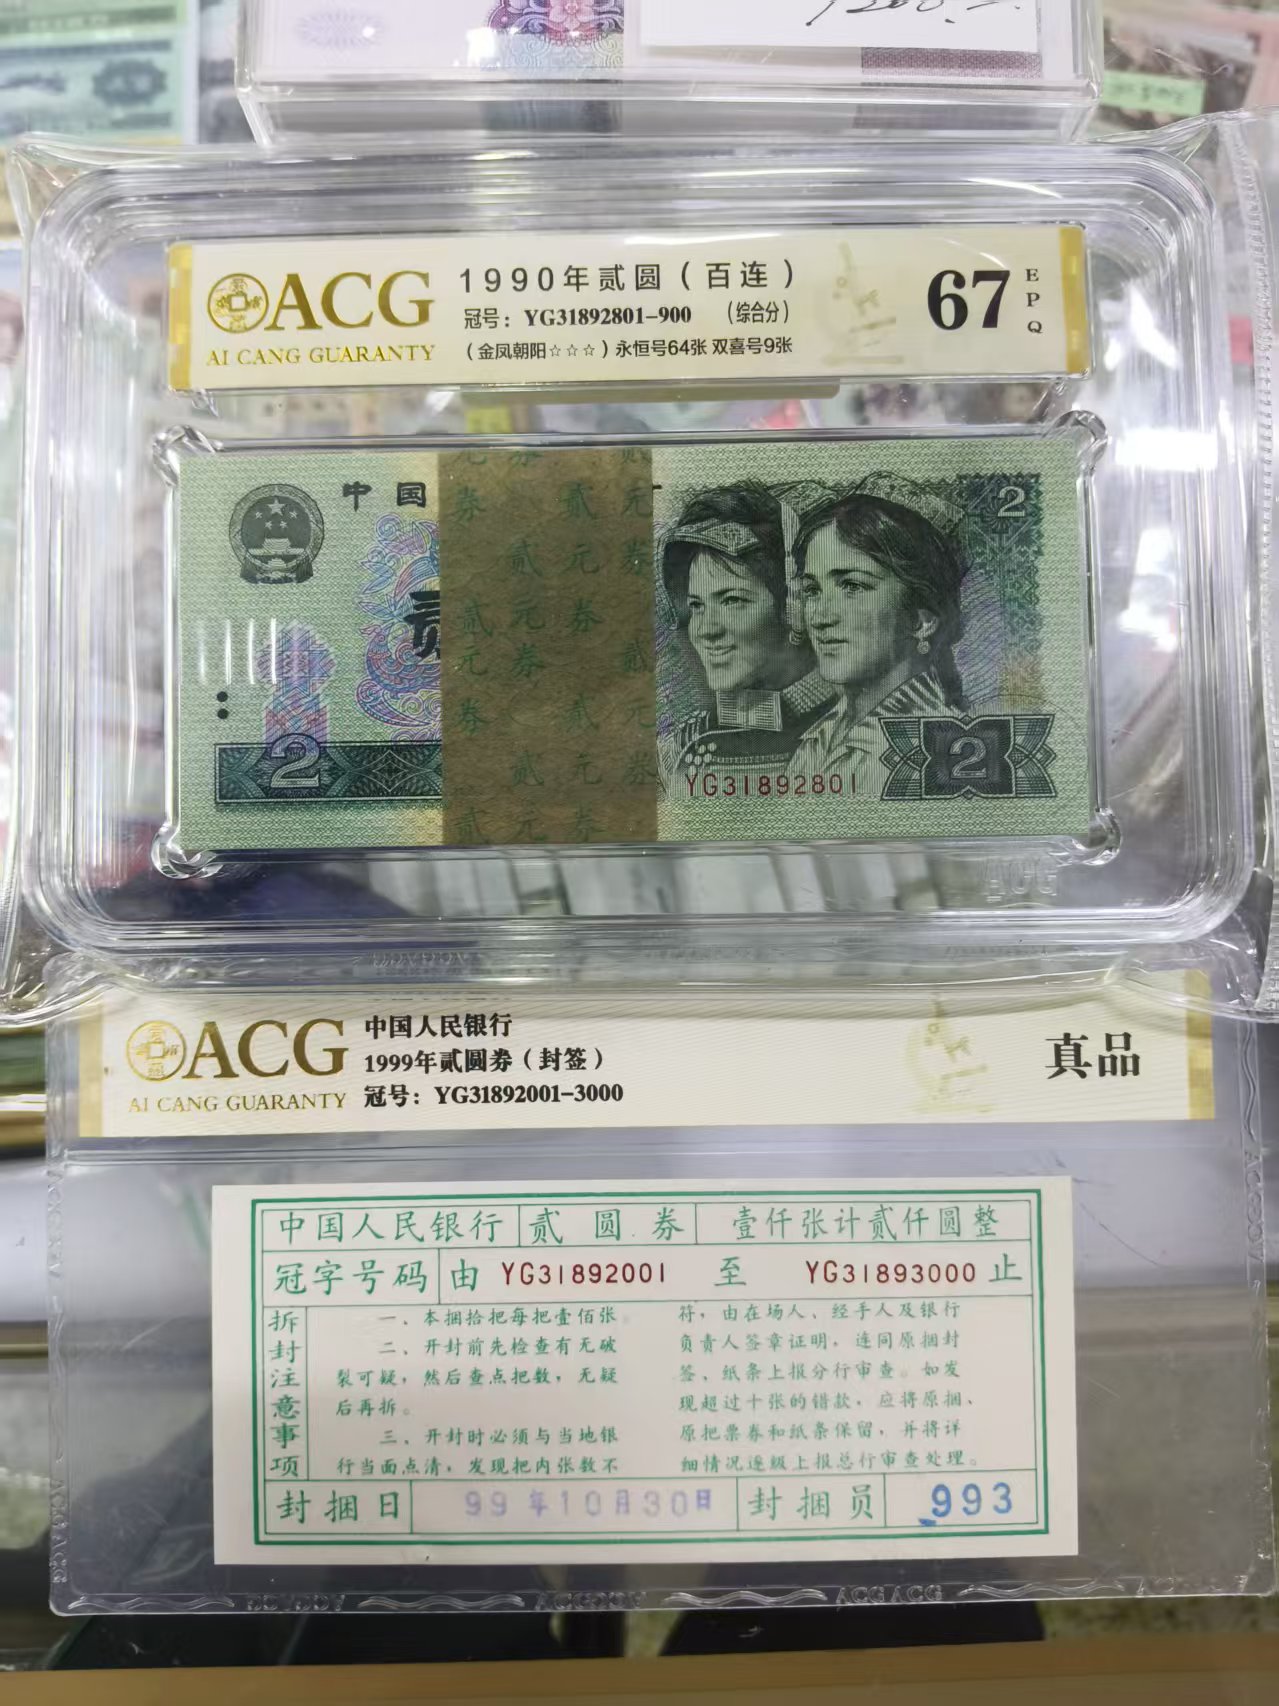 1200.-
ACG
AI CANG GUARANTY
1990年贰圆（百连）
冠号：YG31892801-900 （综合分）
（金凤朝阳☆☆☆）永恒号64张 双喜号9张
67
EPQ
中国
贰
2
2
2
YG31892801
贰元券
ACG
ACG
AI CANG GUARANTY
中国人民银行
1999年贰圆券（封签）
冠号：YG31892001-3000
真品
中国人民银行 贰圆券 壹仟张计贰仟圆整
冠字号码 由 YG31892001 至 YG31893000 止
拆封注意事项
一、本捆拾把每把壹佰张。
二、开封前先检查有无破
裂可疑，然后查点把数，无疑
后再拆。
三、开封时必须与当地银
行当面点清，发现把内张数不
符，由在场人、经手人及银行
负责人签章证明，连同原捆封
签、纸条上报分行审查。如发
现超过十张的错款，应将原捆、
原把票券和纸条保留，并将详
细情况逐级上报总行审查处理。
封捆日 99年10月30日 封捆员 993
ACGACG